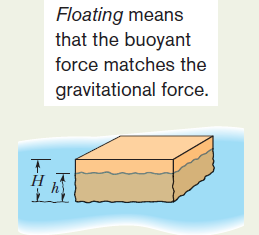 Floating means
that the buoyant
force matches the
gravitational force.
H
h